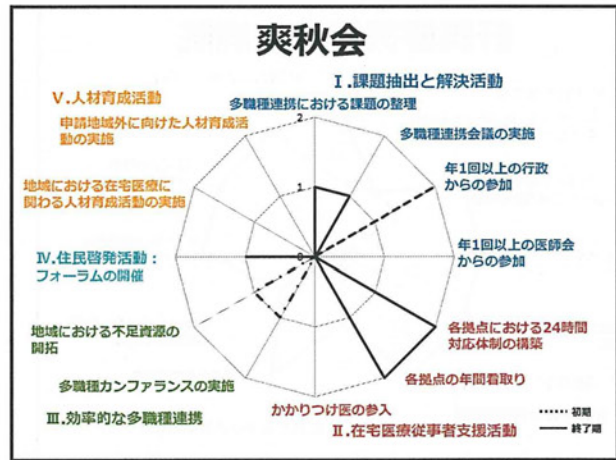 爽秋会
Ⅰ.課題抽出と解決活動
多職種連携における課題の整理
多職種連携会議の実施
年1回以上の行政
からの参加
年1回以上の医師会
からの参加
各拠点における24時間
対応体制の構築
各拠点の年間看取り
かかりつけ医の参入
Ⅱ.在宅医療従事者支援活動
Ⅲ.効率的な多職種連携
多職種カンファランスの実施
地域における不足資源の
開拓
Ⅳ.住民啓発活動：
フォーラムの開催
地域における在宅医療に
関わる人材育成活動の実施
申請地域外に向けた人材育成活
動の実施
Ⅴ.人材育成活動
2
1
0
初期
終了期